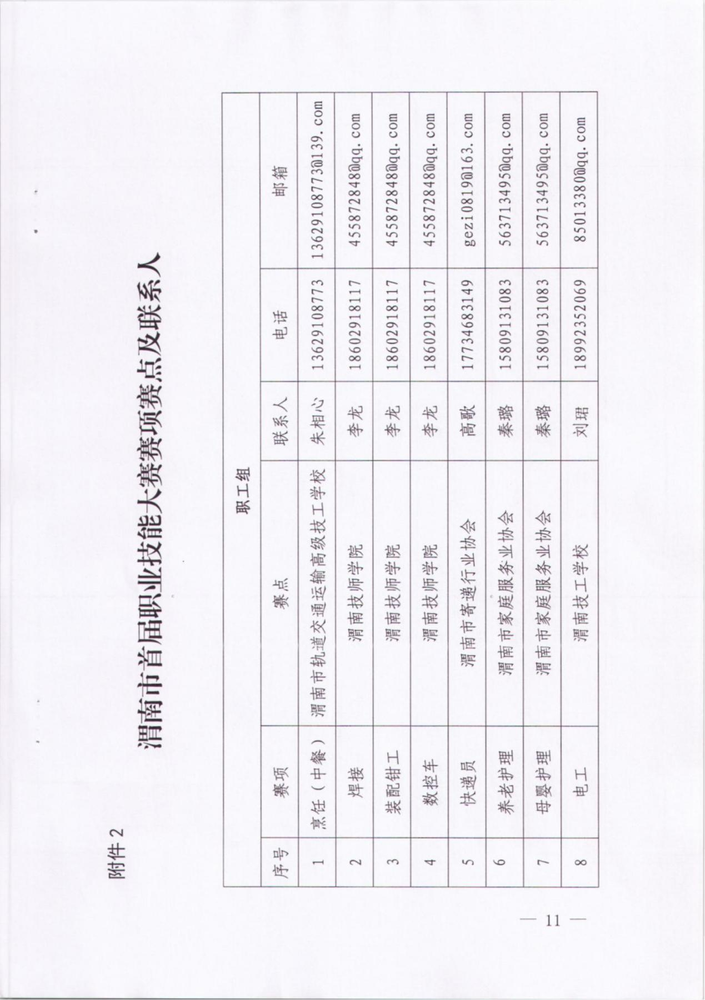 附件 2
渭南市首届职业技能大赛赛项赛点及联系人
职工组
序号 赛项 赛点 联系人 电话 邮箱
1 烹任（中餐） 渭南市轨道交通运输高级技工学校 朱相心 13629108773 13629108773@139.com
2 焊接 渭南技师学院 李龙 18602918117 455872848@qq.com
3 装配钳工 渭南技师学院 李龙 18602918117 455872848@qq.com
4 数控车 渭南技师学院 李龙 18602918117 455872848@qq.com
5 快递员 渭南市寄递行业协会 高歌 17734683149 gezi0819@163.com
6 养老护理 渭南市家庭服务业协会 秦璐 15809131083 563713495@qq.com
7 母婴护理 渭南市家庭服务业协会 秦璐 15809131083 563713495@qq.com
8 电工 渭南技工学校 刘珺 18992352069 85013380@qq.com
— 11 —